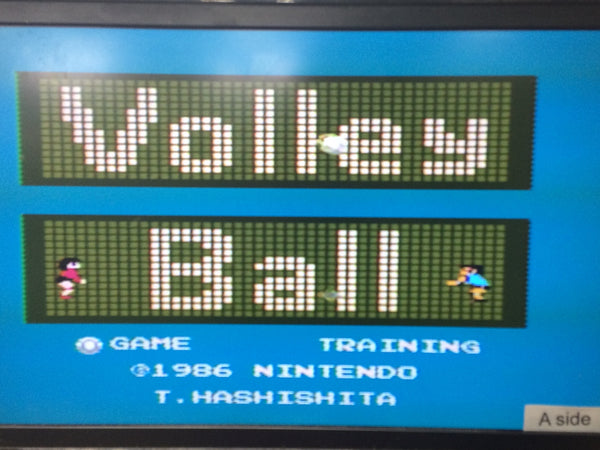 Volley
Ball
GAME TRAINING
©1986 NINTENDO
T.HASHISHITA
A side